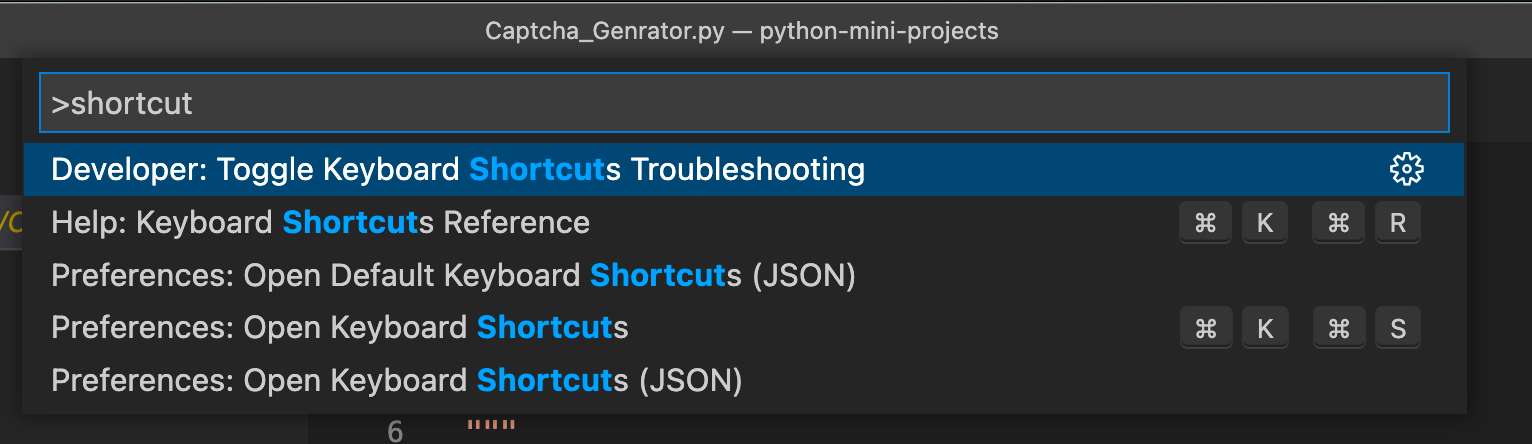 Captcha_Genrator.py — python-mini-projects
>shortcut
Developer: Toggle Keyboard Shortcuts Troubleshooting
Help: Keyboard Shortcuts Reference ⌘ K ⌘ R
Preferences: Open Default Keyboard Shortcuts (JSON)
Preferences: Open Keyboard Shortcuts ⌘ K ⌘ S
Preferences: Open Keyboard Shortcuts (JSON)
6 """